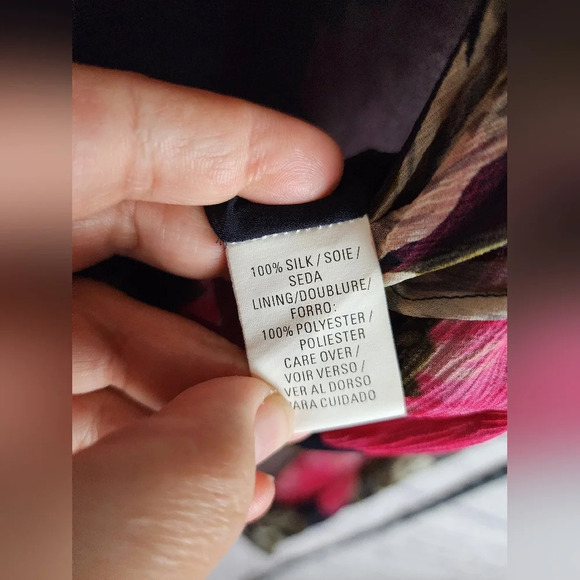 100% SILK / SOIE /
SEDA
LINING/DOUBLURE/
FORRO:
100% POLYESTER /
POLIESTER
CARE OVER /
VOIR VERSO /
VER AL DORSO
PARA CUIDADO